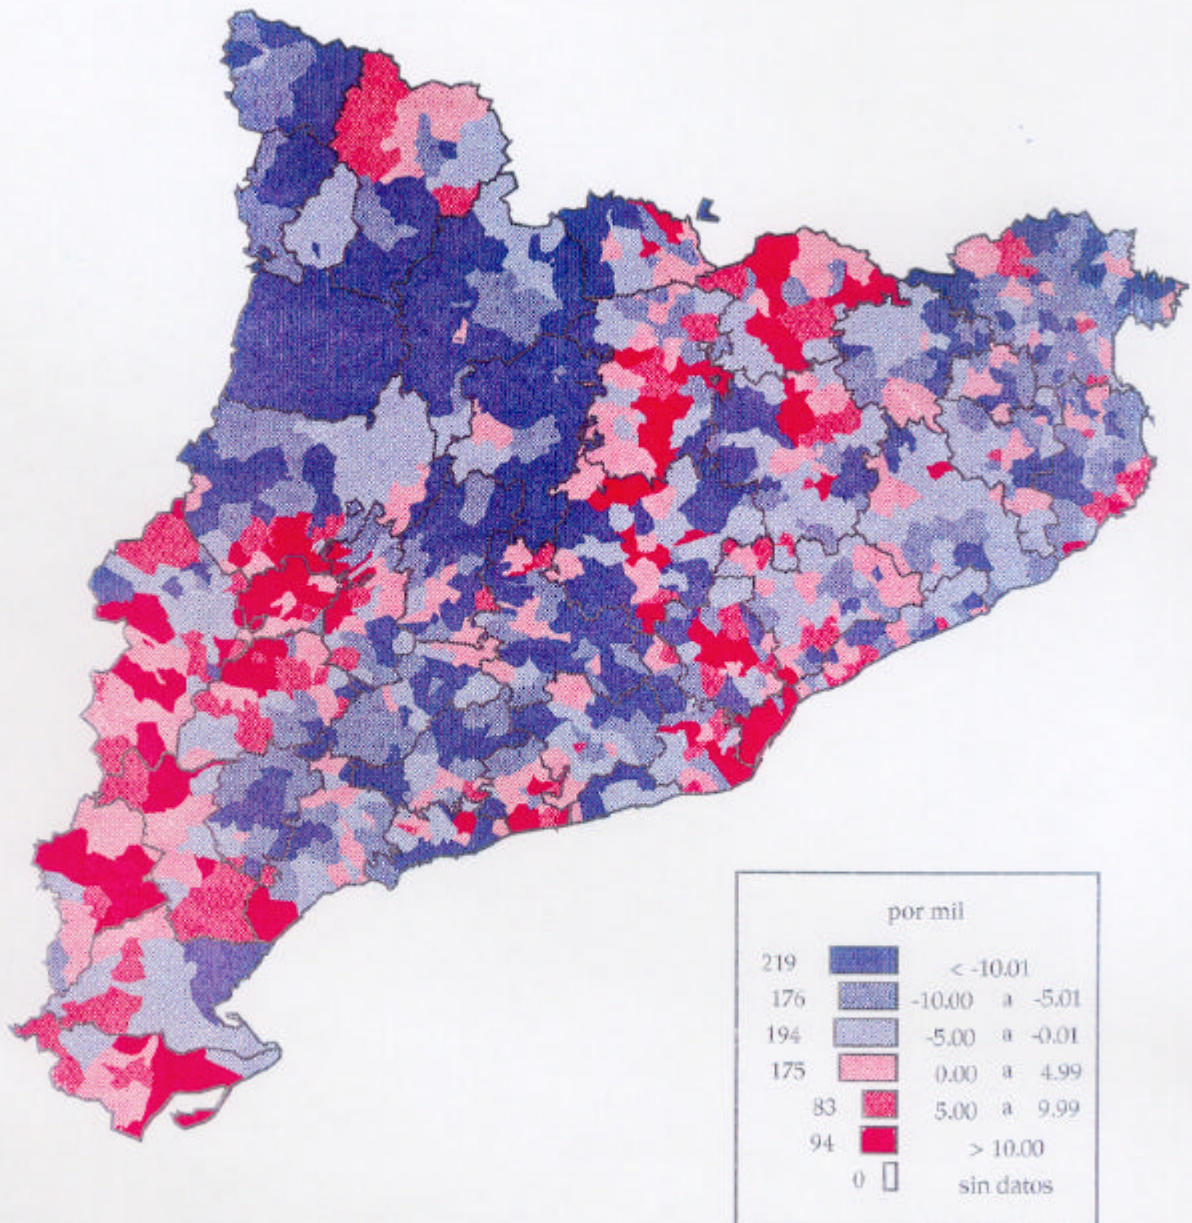 por mil
219 < -10.01
176 -10.00 a -5.01
194 -5.00 a -0.01
175 0.00 a 4.99
83 5.00 a 9.99
94 > 10.00
0 sin datos